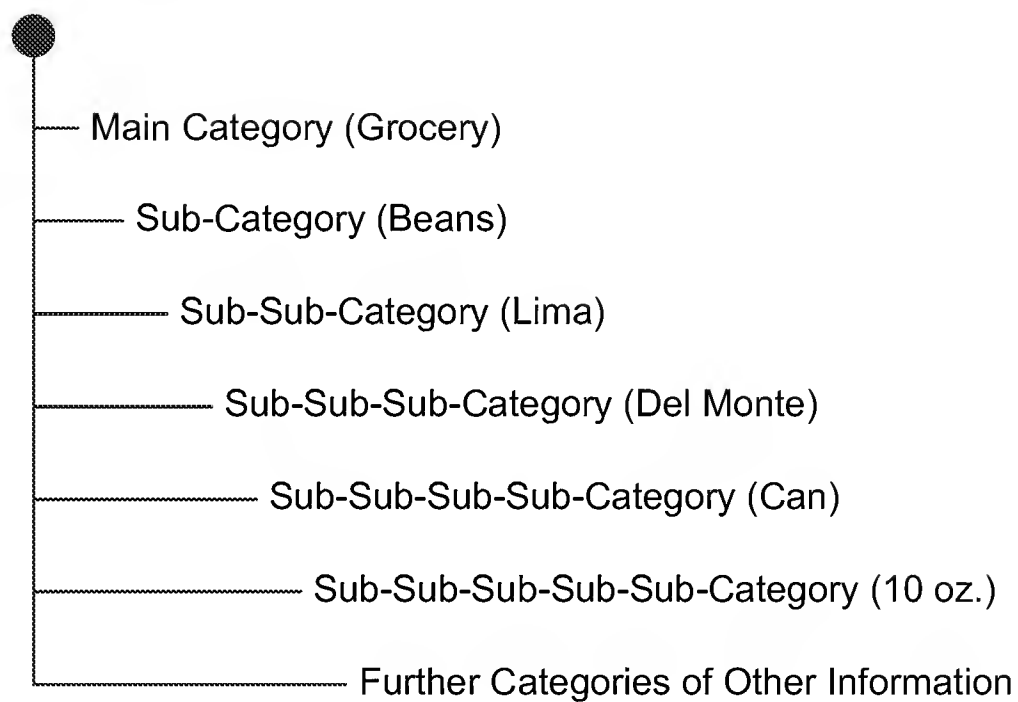 Main Category (Grocery)
Sub-Category (Beans)
Sub-Sub-Category (Lima)
Sub-Sub-Sub-Category (Del Monte)
Sub-Sub-Sub-Sub-Category (Can)
Sub-Sub-Sub-Sub-Sub-Category (10 oz.)
Further Categories of Other Information